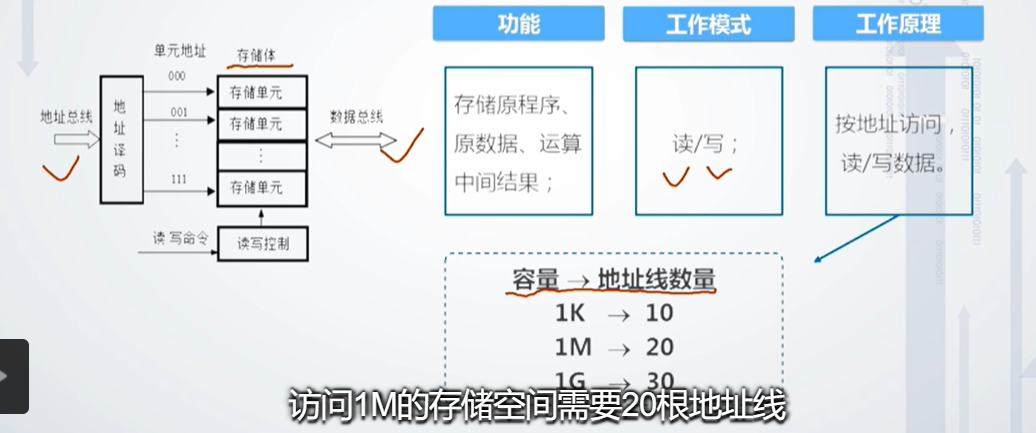 功能
工作模式
工作原理
单元地址
存储体
000
存储单元
地址总线
地址译码
001
存储单元
数据总线
⋮
⋮
111
存储单元
读 写命令
读写控制
存储原程序、
原数据、运算
中间结果；
读/写；
按地址访问，
读/写数据。
容量 → 地址线数量
1K → 10
1M → 20
1G → 30
访问1M的存储空间需要20根地址线